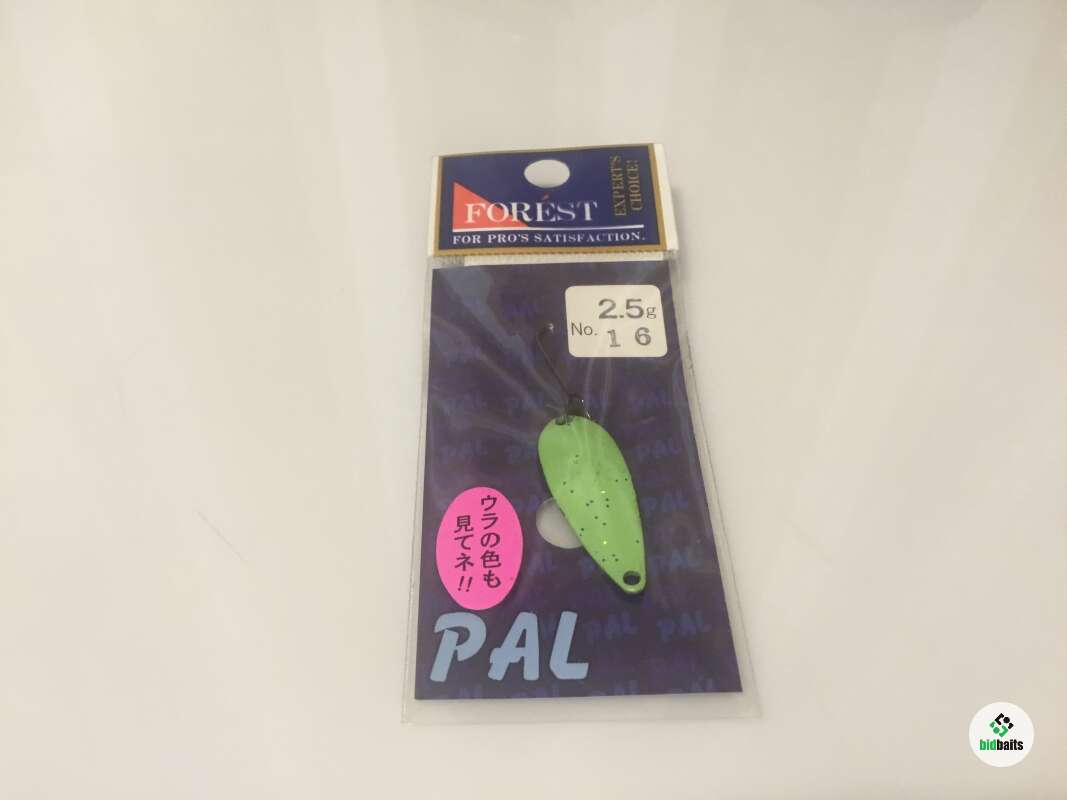 FORÉST
EXPERT'S
CHOICE!
FOR PRO'S SATISFACTION.
2.5g
No. 16
ウラの色も
見てネ!!
PAL
bidbaits